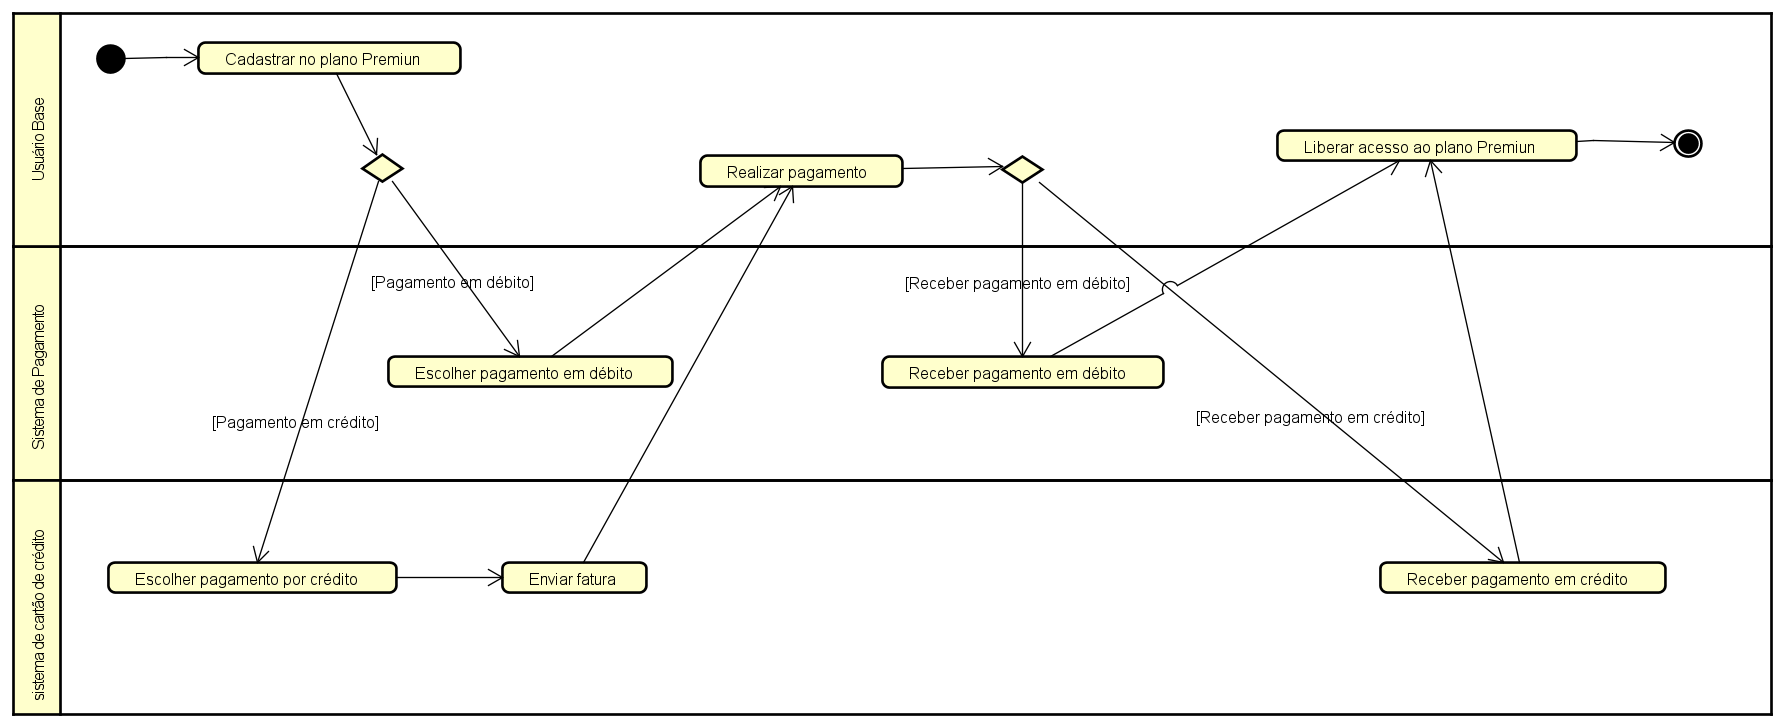 Usuário Base
Cadastrar no plano Premiun
Realizar pagamento
Liberar acesso ao plano Premiun
Sistema de Pagamento
[Pagamento em débito]
[Receber pagamento em débito]
Escolher pagamento em débito
Receber pagamento em débito
[Pagamento em crédito]
[Receber pagamento em crédito]
sistema de cartão de crédito
Escolher pagamento por crédito
Enviar fatura
Receber pagamento em crédito